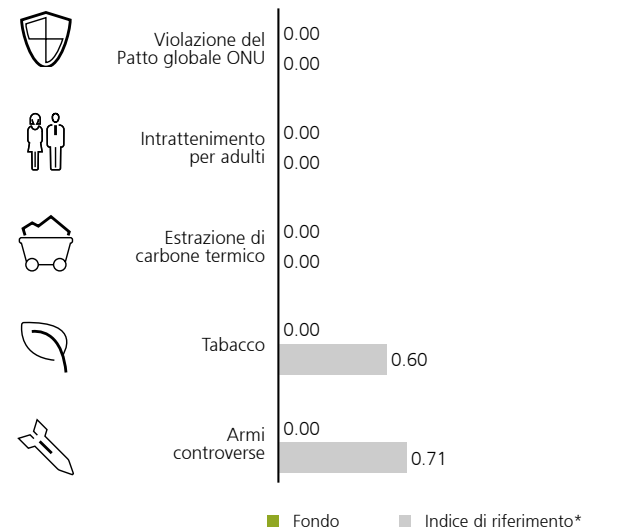 Violazione del
Patto globale ONU
0.00
0.00
Intrattenimento
per adulti
0.00
0.00
Estrazione di
carbone termico
0.00
0.00
Tabacco
0.00
0.60
Armi
controverse
0.00
0.71
Fondo
Indice di riferimento*